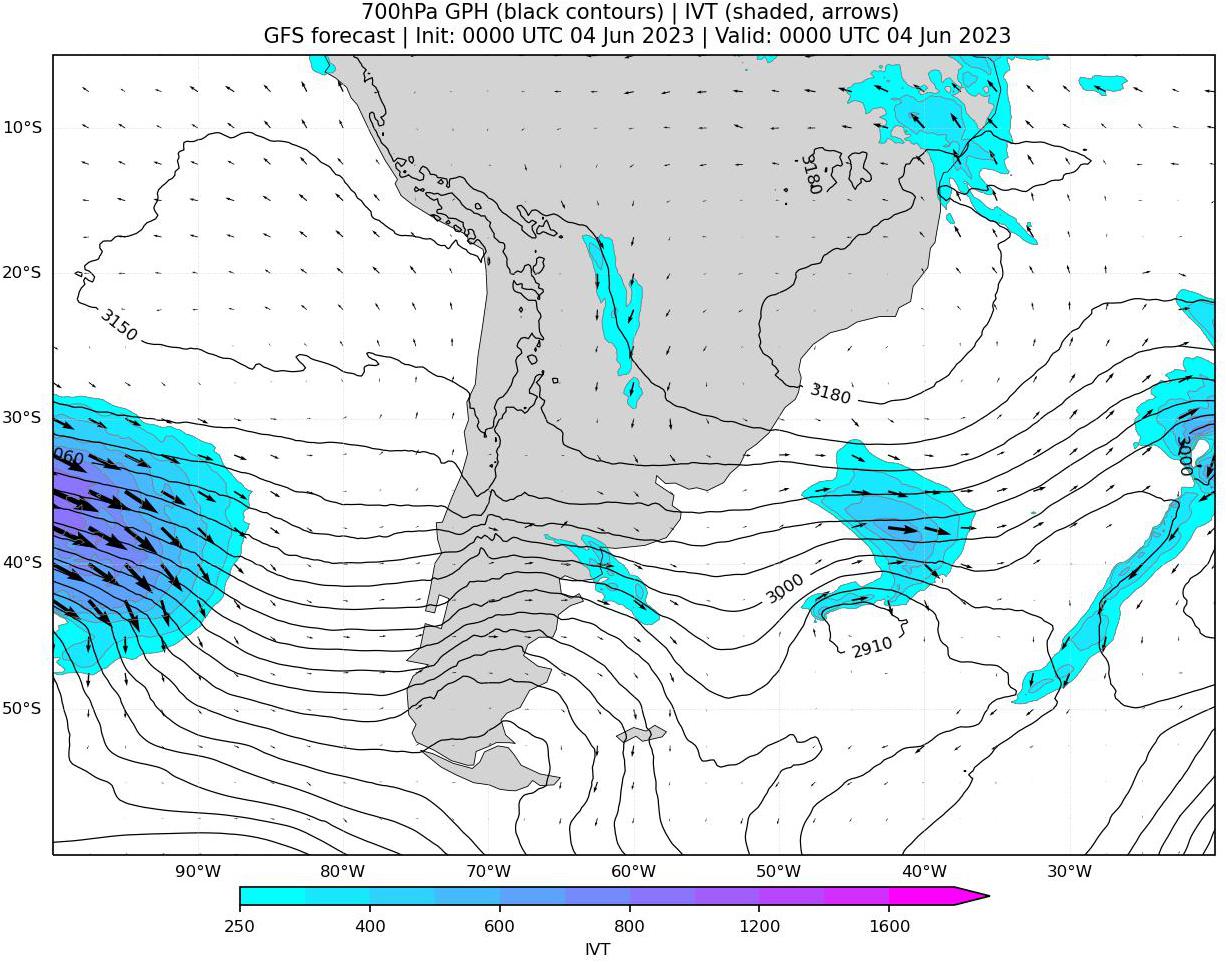 700hPa GPH (black contours) | IVT (shaded, arrows)
GFS forecast | Init: 0000 UTC 04 Jun 2023 | Valid: 0000 UTC 04 Jun 2023
10°S
3180
20°S
3150
3180
30°S
060
3000
40°S
3000
2910
50°S
90°W 80°W 70°W 60°W 50°W 40°W 30°W
250 400 600 800 1200 1600
IVT